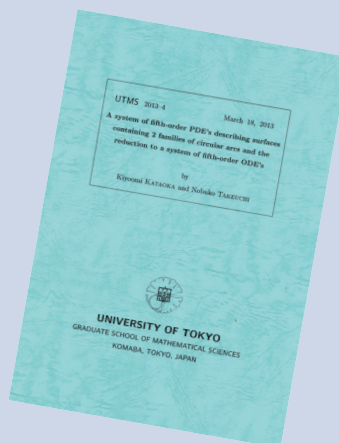 UTMS 2013–4
March 18, 2013
A system of fifth-order PDE's describing surfaces
containing 2 families of circular arcs and the
reduction to a system of fifth-order ODE's
by
Kiyoomi KATAOKA and Nobuko TAKEUCHI
UNIVERSITY OF TOKYO
GRADUATE SCHOOL OF MATHEMATICAL SCIENCES
KOMABA, TOKYO, JAPAN